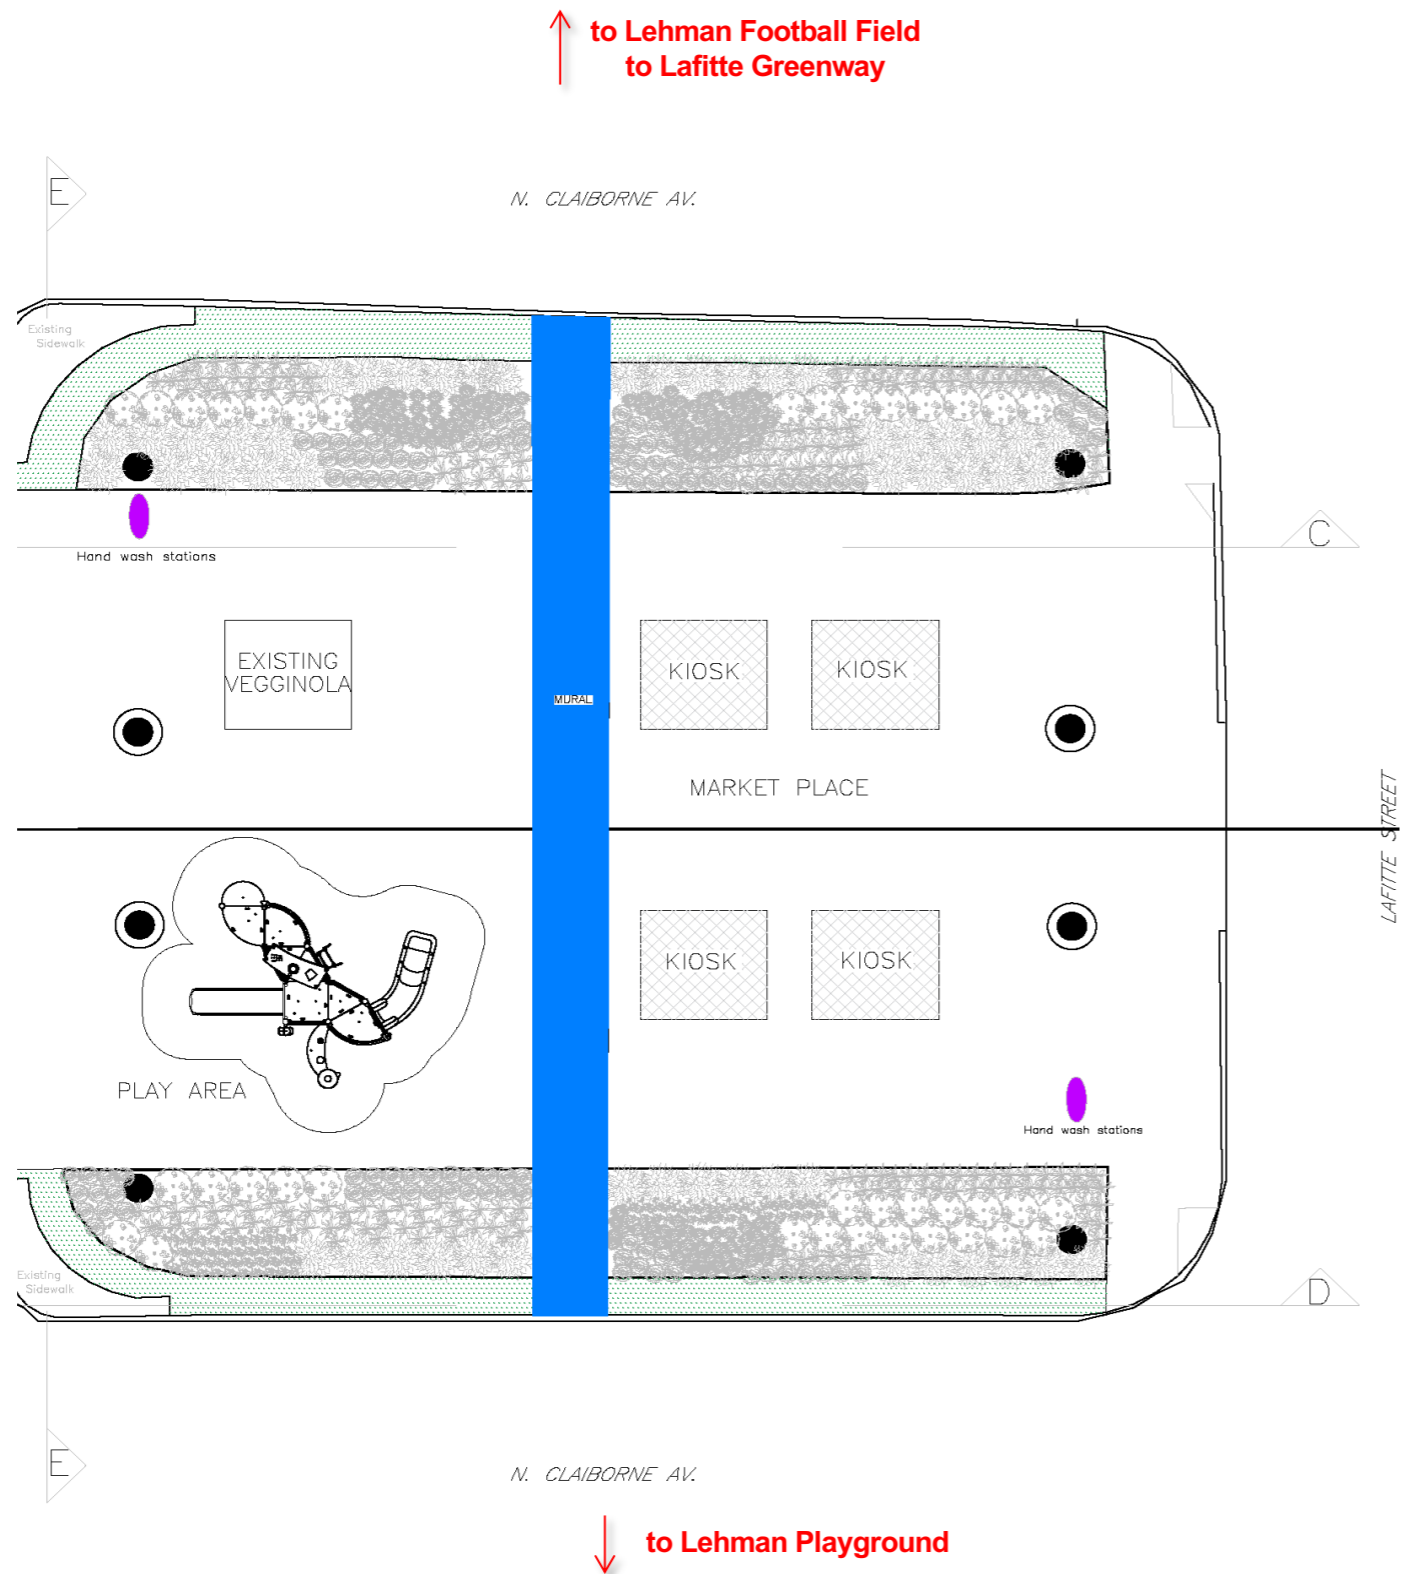 to Lehman Football Field
to Lafitte Greenway
E
N. CLAIBORNE AV.
Existing
Sidewalk
C
Hand wash stations
EXISTING
VEGGINOLA
KIOSK
KIOSK
MURAL
MARKET PLACE
LAFITTE STREET
KIOSK
KIOSK
PLAY AREA
Hand wash stations
Existing
Sidewalk
D
E
N. CLAIBORNE AV.
to Lehman Playground